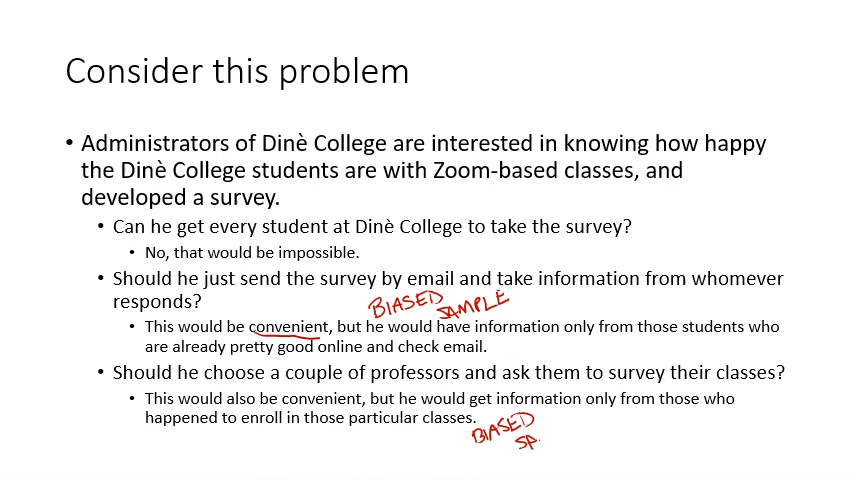 Consider this problem
• Administrators of Dinè College are interested in knowing how happy
the Dinè College students are with Zoom-based classes, and
developed a survey.
• Can he get every student at Dinè College to take the survey?
• No, that would be impossible.
• Should he just send the survey by email and take information from whomever
responds?
BIASED SAMPLE
• This would be convenient, but he would have information only from those students who
are already pretty good online and check email.
• Should he choose a couple of professors and ask them to survey their classes?
• This would also be convenient, but he would get information only from those who
happened to enroll in those particular classes.
BIASED
SA